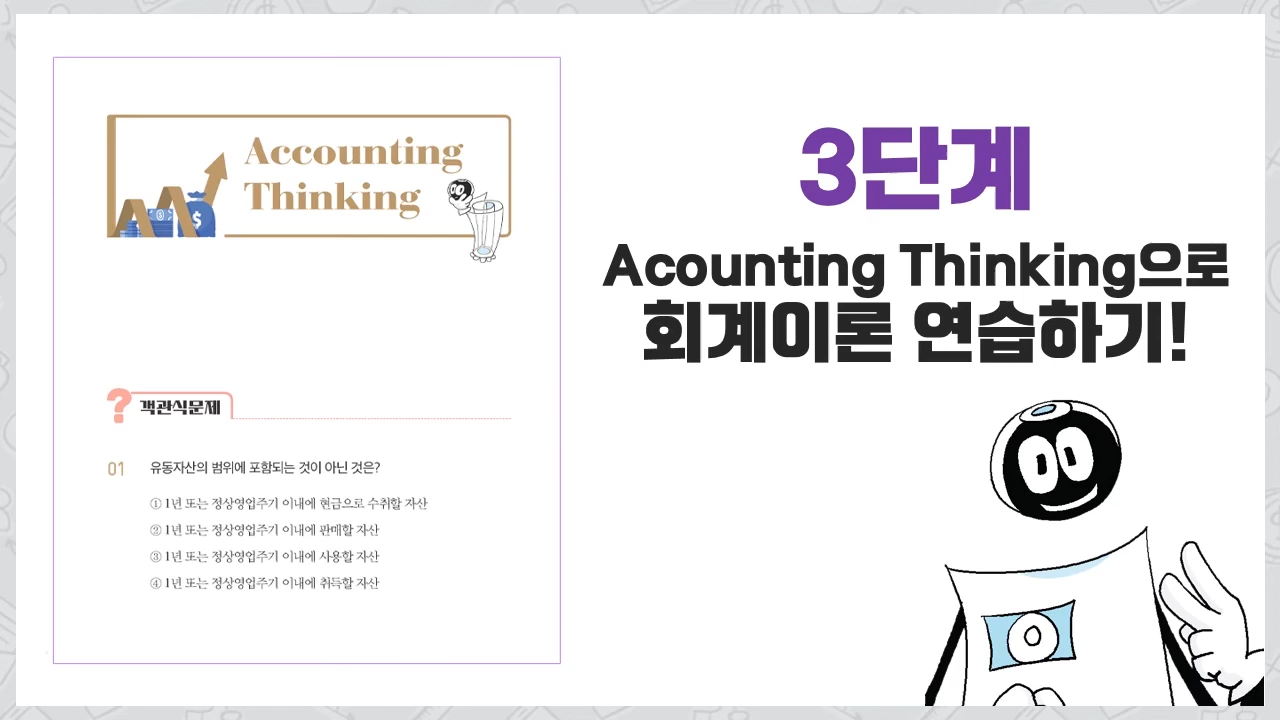 Accounting
Thinking
객관식문제
01 유동자산의 범위에 포함되는 것이 아닌 것은?
① 1년 또는 정상영업주기 이내에 현금으로 수취할 자산
② 1년 또는 정상영업주기 이내에 판매할 자산
③ 1년 또는 정상영업주기 이내에 사용할 자산
④ 1년 또는 정상영업주기 이내에 취득할 자산
3단계
Acounting Thinking으로
회계이론 연습하기!